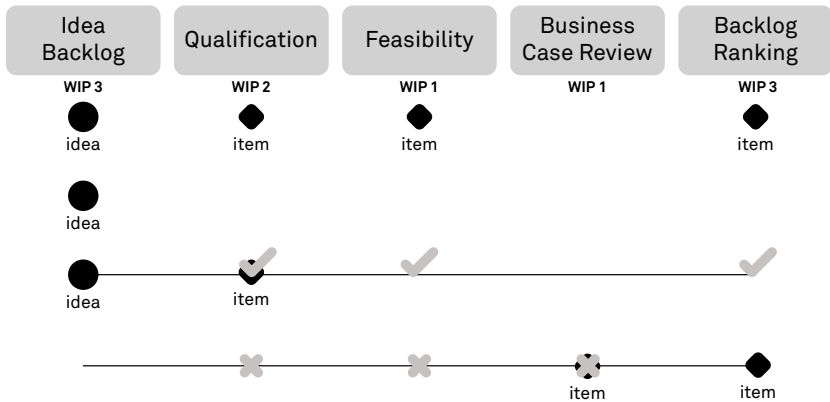 Idea
Backlog
Qualification
Feasibility
Business
Case Review
Backlog
Ranking
WIP 3
WIP 2
WIP 1
WIP 1
WIP 3
idea
item
item
item
idea
idea
item
item
item